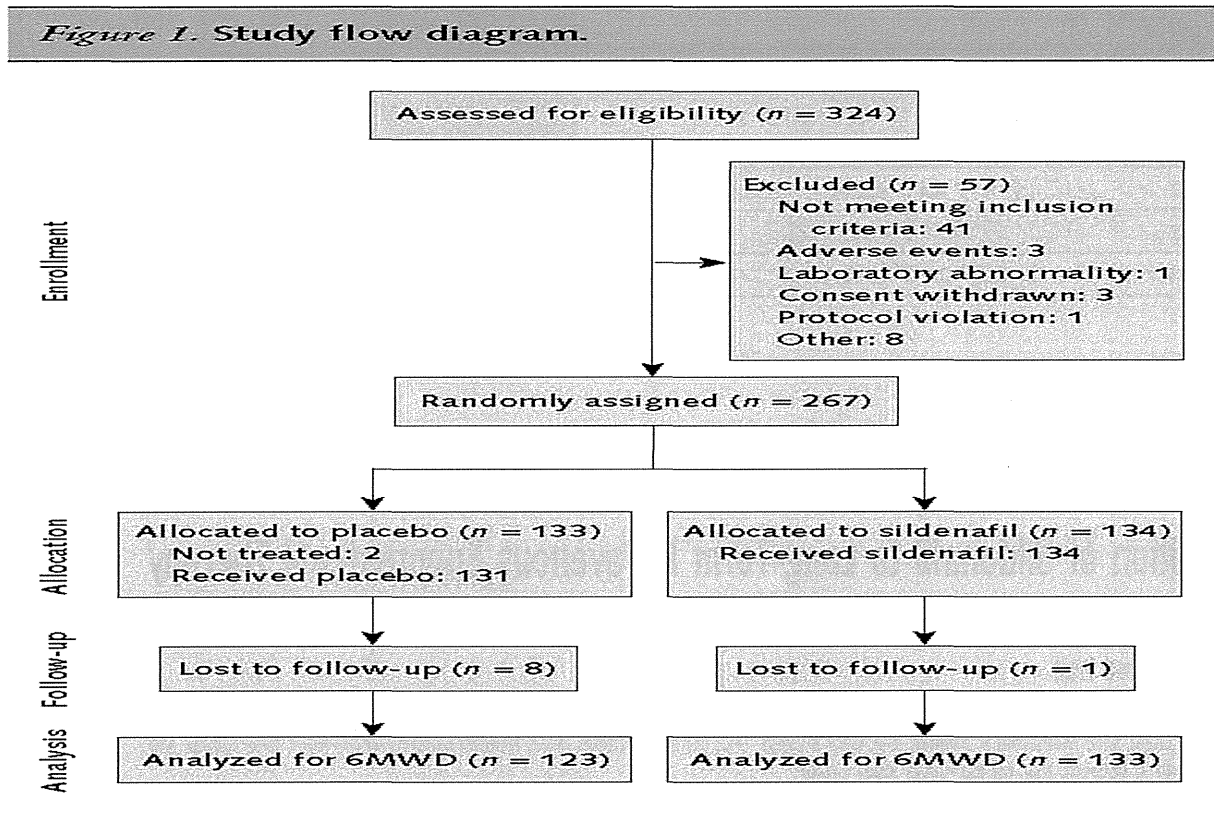 Figure 1. Study flow diagram.
Assessed for eligibility (n = 324)
Excluded (n = 57)
Not meeting inclusion
criteria: 41
Adverse events: 3
Laboratory abnormality: 1
Consent withdrawn: 3
Protocol violation: 1
Other: 8
Enrollment
Randomly assigned (n = 267)
Allocation
Allocated to placebo (n = 133)
Not treated: 2
Received placebo: 131
Allocated to sildenafil (n = 134)
Received sildenafil: 134
Follow-up
Lost to follow-up (n = 8)
Lost to follow-up (n = 1)
Analysis
Analyzed for 6MWD (n = 123)
Analyzed for 6MWD (n = 133)